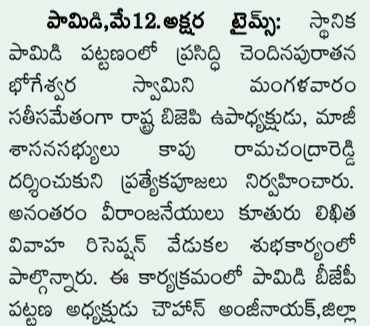 పామిడి,మే12.అక్షర టైమ్స్: స్థానిక
పామిడి పట్టణంలో ప్రసిద్ధి చెందినపురాతన
భోగేశ్వర స్వామిని మంగళవారం
సతీసమేతంగా రాష్ట్ర బిజెపి ఉపాధ్యక్షుడు, మాజీ
శాసనసభ్యులు కాపు రామచంద్రారెడ్డి
దర్శించుకుని ప్రత్యేకపూజలు నిర్వహించారు.
అనంతరం వీరాంజనేయులు కూతురు లిఖిత
వివాహ రిసెప్షన్ వేడుకల శుభకార్యంలో
పాల్గొన్నారు. ఈ కార్యక్రమంలో పామిడి బీజేపీ
పట్టణ అధ్యక్షుడు చౌహాన్ అంజీనాయక్,జిల్లా